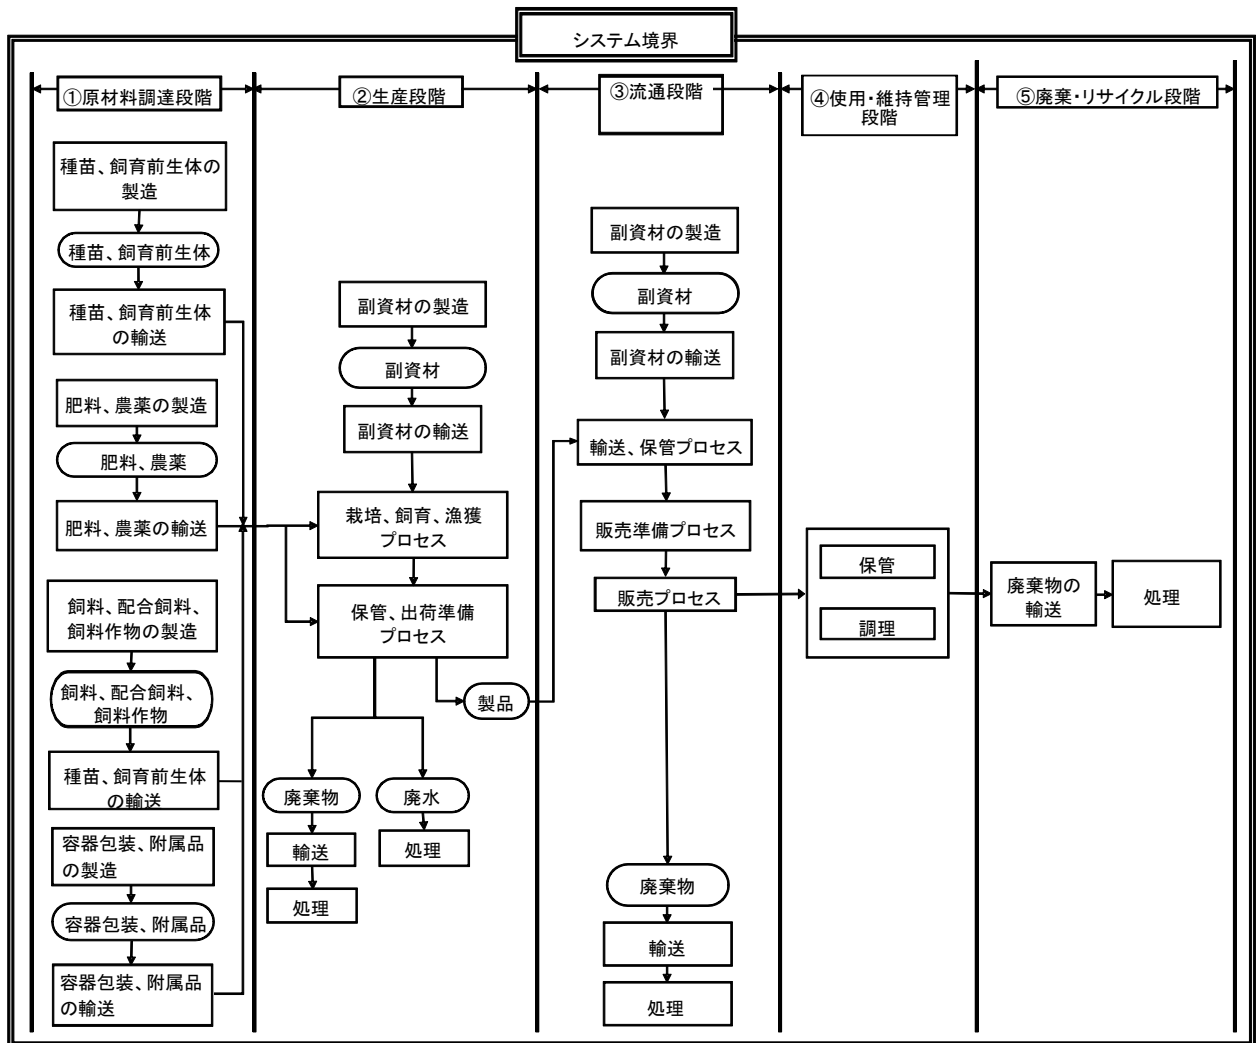 システム境界
①原材料調達段階
②生産段階
③流通段階
④使用・維持管理
段階
⑤廃棄・リサイクル段階
種苗、飼育前生体の
製造
種苗、飼育前生体
種苗、飼育前生体
の輸送
肥料、農薬の製造
肥料、農薬
肥料、農薬の輸送
飼料、配合飼料、
飼料作物の製造
飼料、配合飼料、
飼料作物
種苗、飼育前生体
の輸送
容器包装、附属品
の製造
容器包装、附属品
容器包装、附属品
の輸送
副資材の製造
副資材
副資材の輸送
栽培、飼育、漁獲
プロセス
保管、出荷準備
プロセス
製品
廃棄物
輸送
処理
廃水
処理
副資材の製造
副資材
副資材の輸送
輸送、保管プロセス
販売準備プロセス
販売プロセス
廃棄物
輸送
処理
保管
調理
廃棄物の
輸送
処理